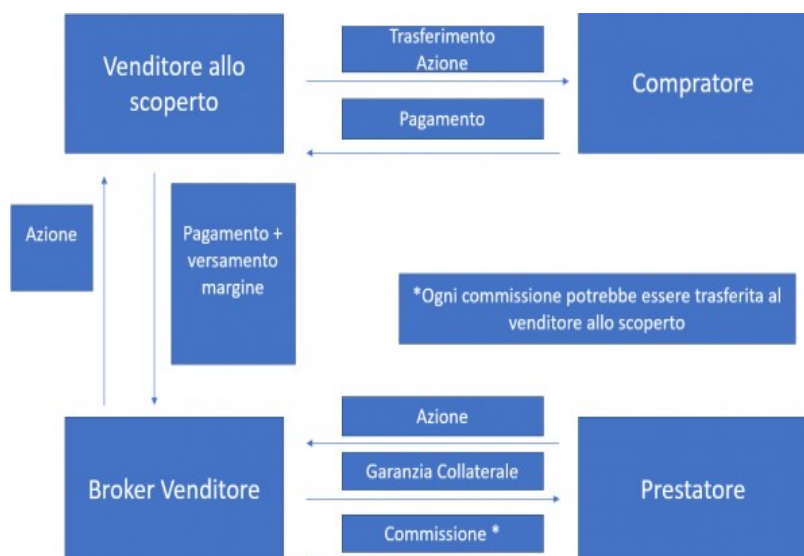 Venditore allo
scoperto
Trasferimento
Azione
Pagamento
Compratore
Azione
Pagamento +
versamento
margine
*Ogni commissione potrebbe essere trasferita al
venditore allo scoperto
Broker Venditore
Azione
Garanzia Collaterale
Commissione *
Prestatore